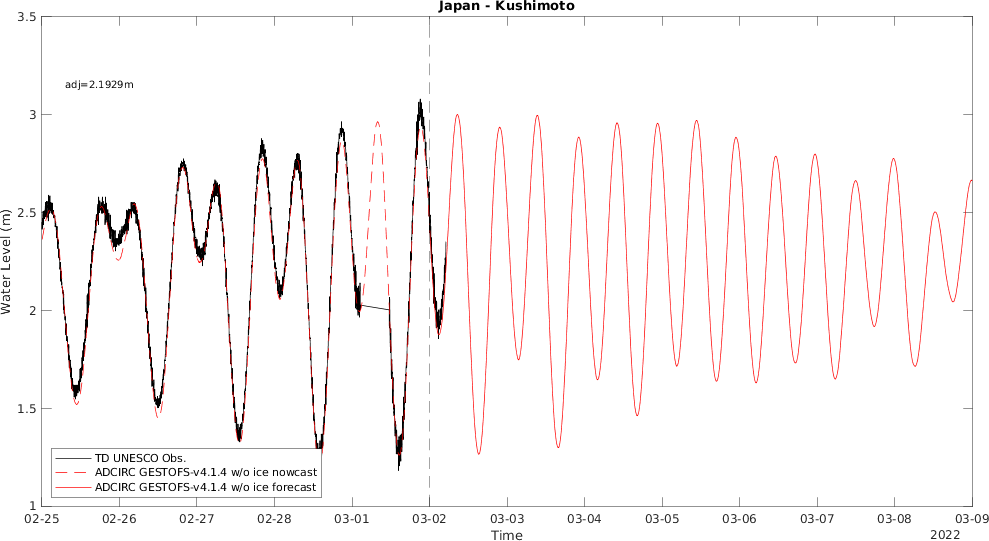 Japan - Kushimoto
3.5
3
2.5
2
1.5
1
Water Level (m)
adj=2.1929m
TD UNESCO Obs.
ADCIRC GESTOFS-v4.1.4 w/o ice nowcast
ADCIRC GESTOFS-v4.1.4 w/o ice forecast
02-25 02-26 02-27 02-28 03-01 03-02 03-03 03-04 03-05 03-06 03-07 03-08 03-09
Time
2022